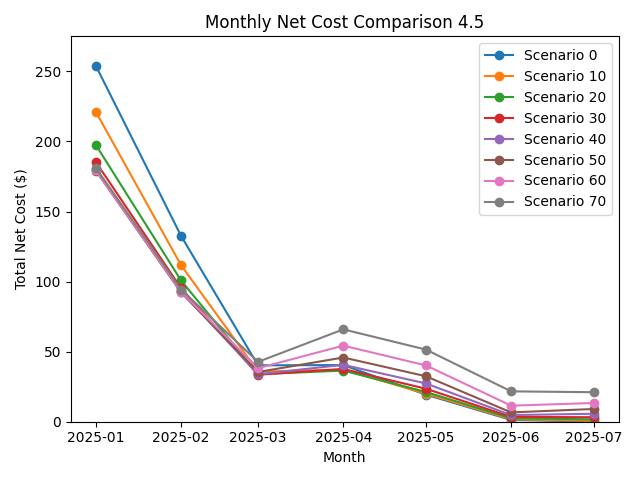 Monthly Net Cost Comparison 4.5
Total Net Cost ($)
250
200
150
100
50
0
Scenario 0
Scenario 10
Scenario 20
Scenario 30
Scenario 40
Scenario 50
Scenario 60
Scenario 70
2025-01 2025-02 2025-03 2025-04 2025-05 2025-06 2025-07
Month